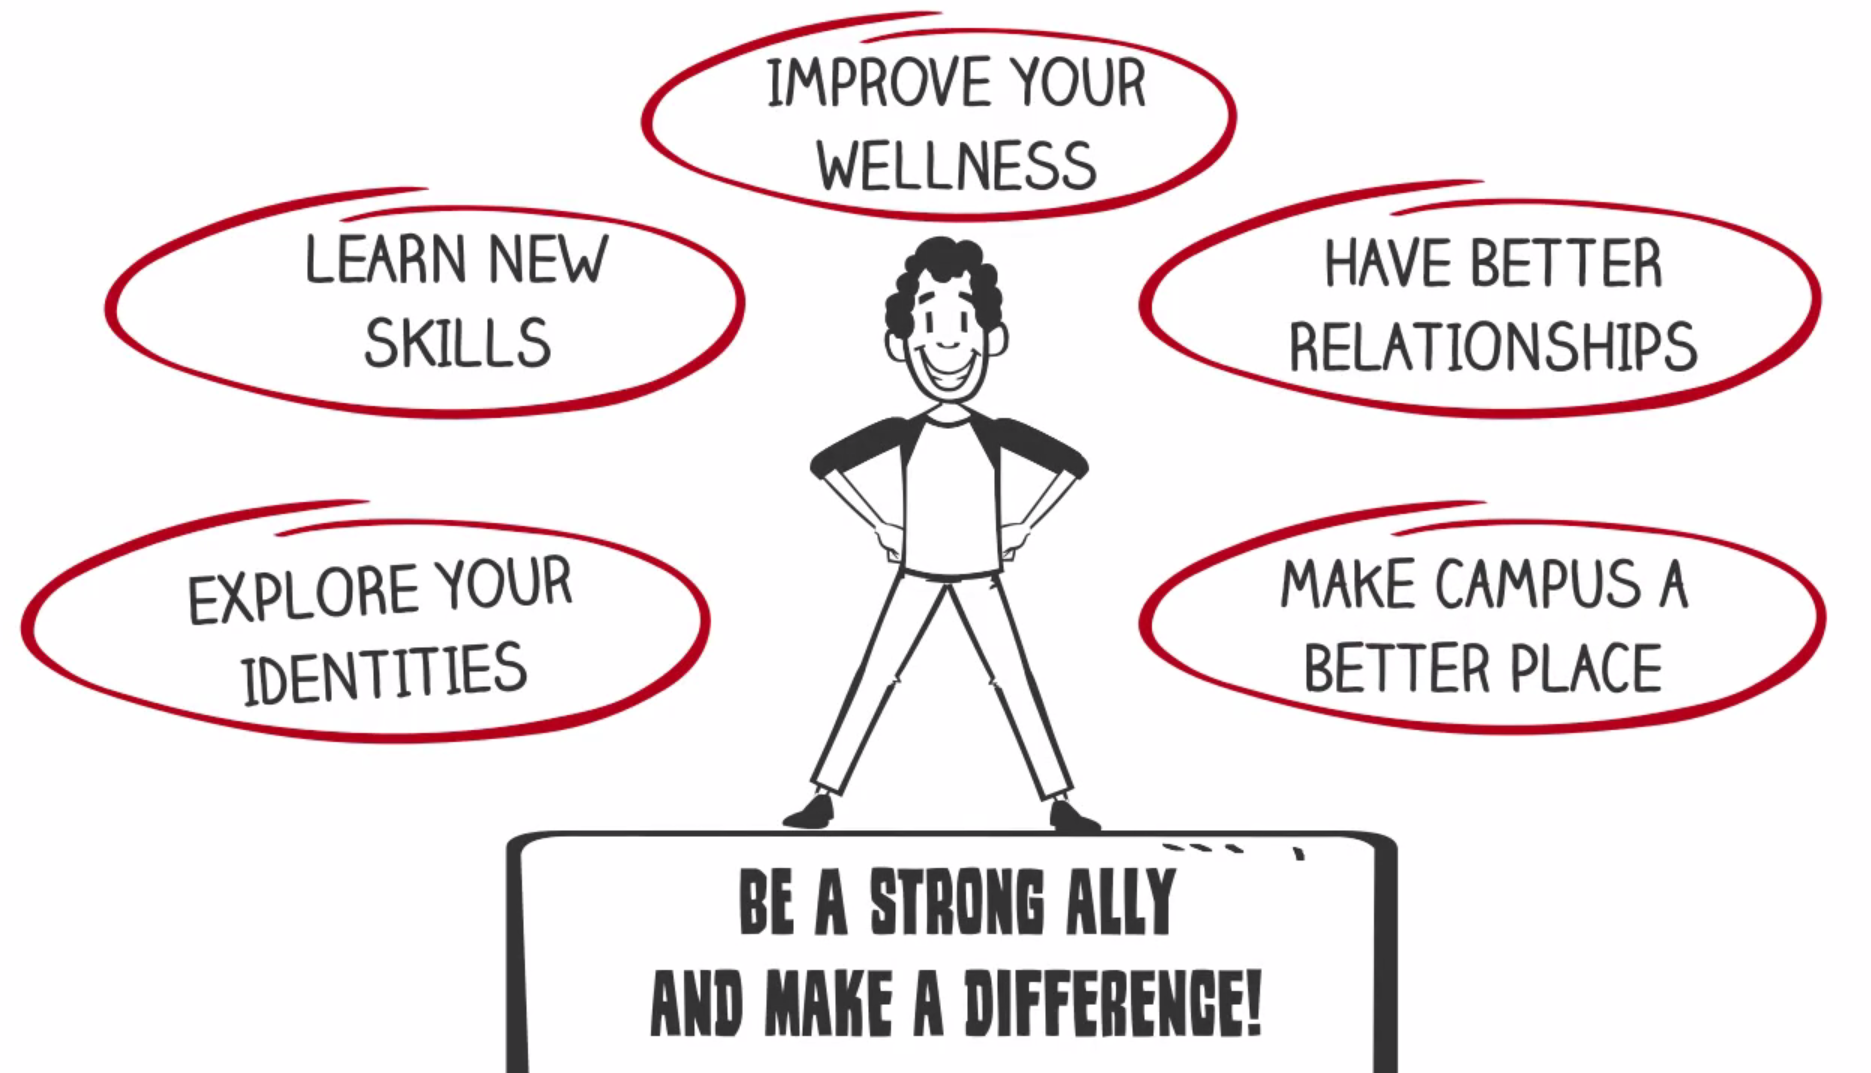 IMPROVE YOUR
WELLNESS
LEARN NEW
SKILLS
HAVE BETTER
RELATIONSHIPS
EXPLORE YOUR
IDENTITIES
MAKE CAMPUS A
BETTER PLACE
BE A STRONG ALLY
AND MAKE A DIFFERENCE!